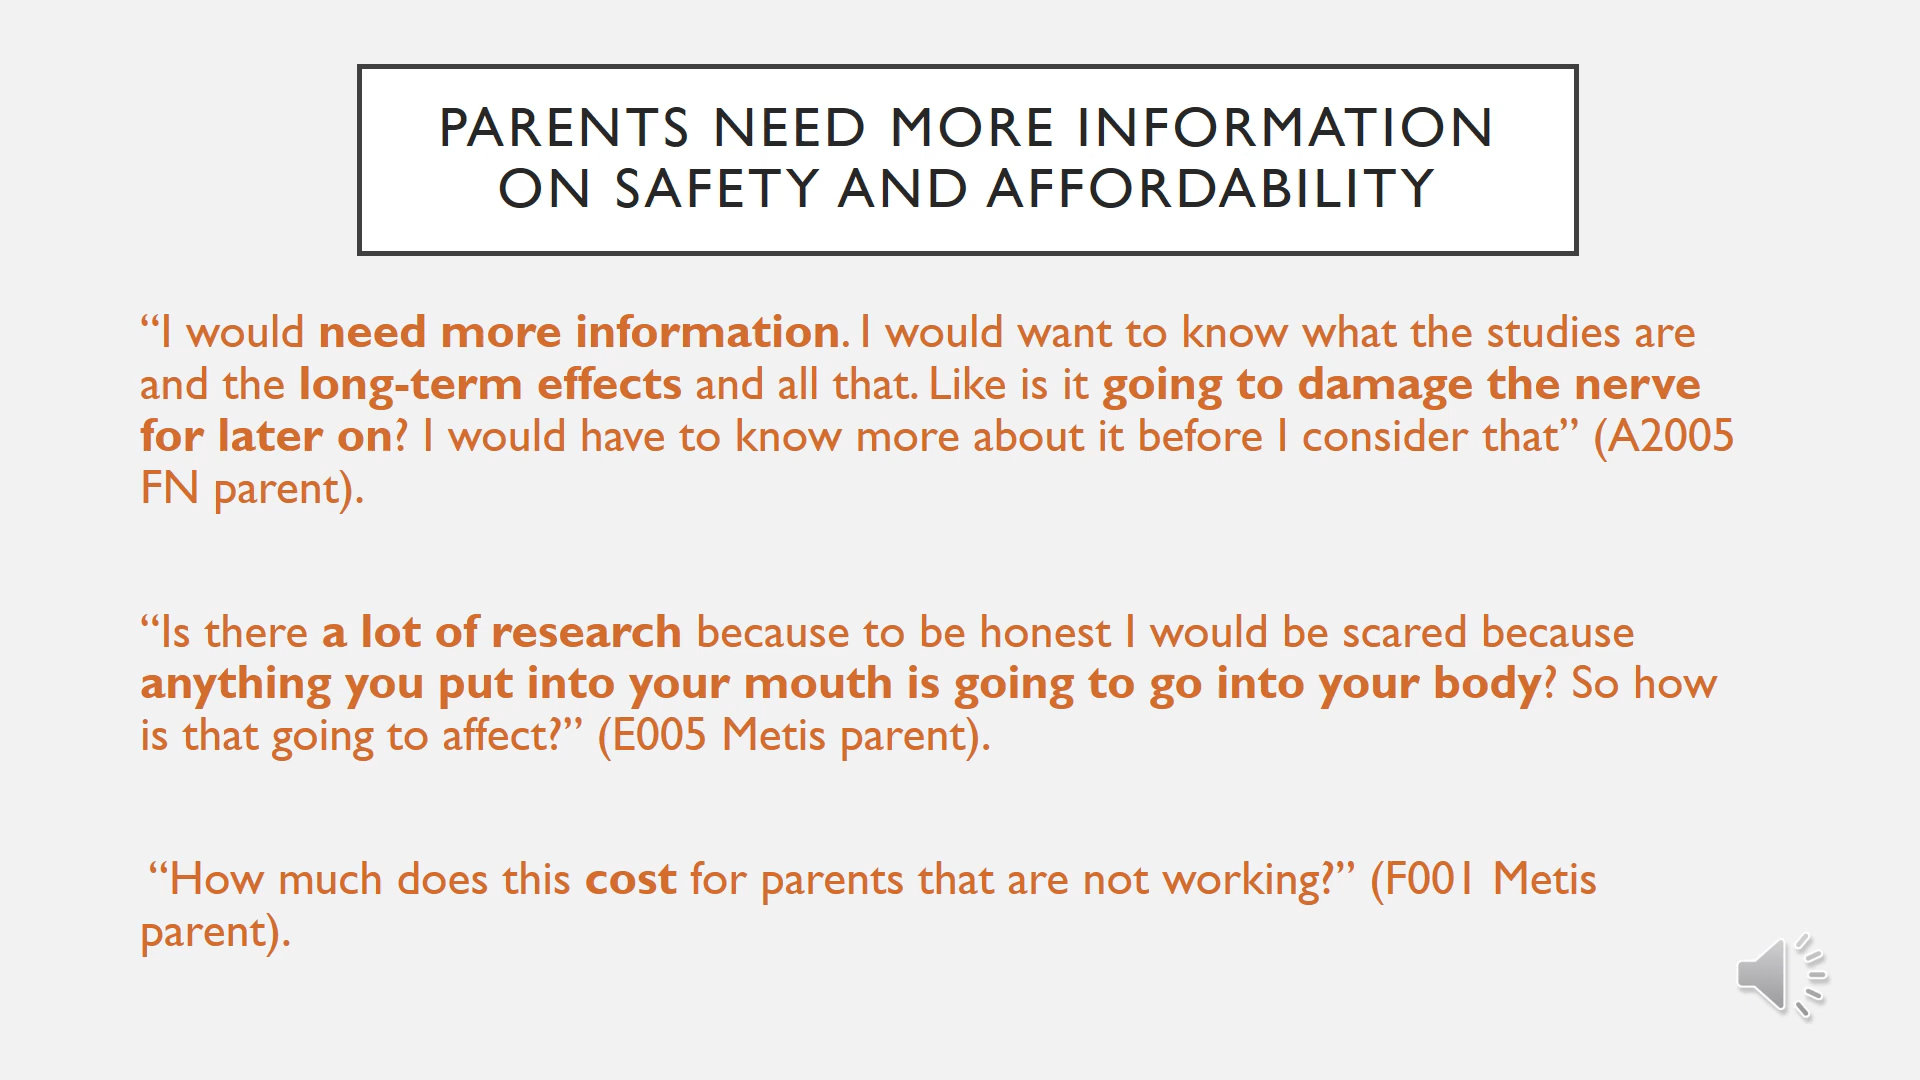 PARENTS NEED MORE INFORMATION
ON SAFETY AND AFFORDABILITY
“I would need more information. I would want to know what the studies are
and the long-term effects and all that. Like is it going to damage the nerve
for later on? I would have to know more about it before I consider that” (A2005
FN parent).
“Is there a lot of research because to be honest I would be scared because
anything you put into your mouth is going to go into your body? So how
is that going to affect?” (E005 Metis parent).
“How much does this cost for parents that are not working?” (F001 Metis
parent).